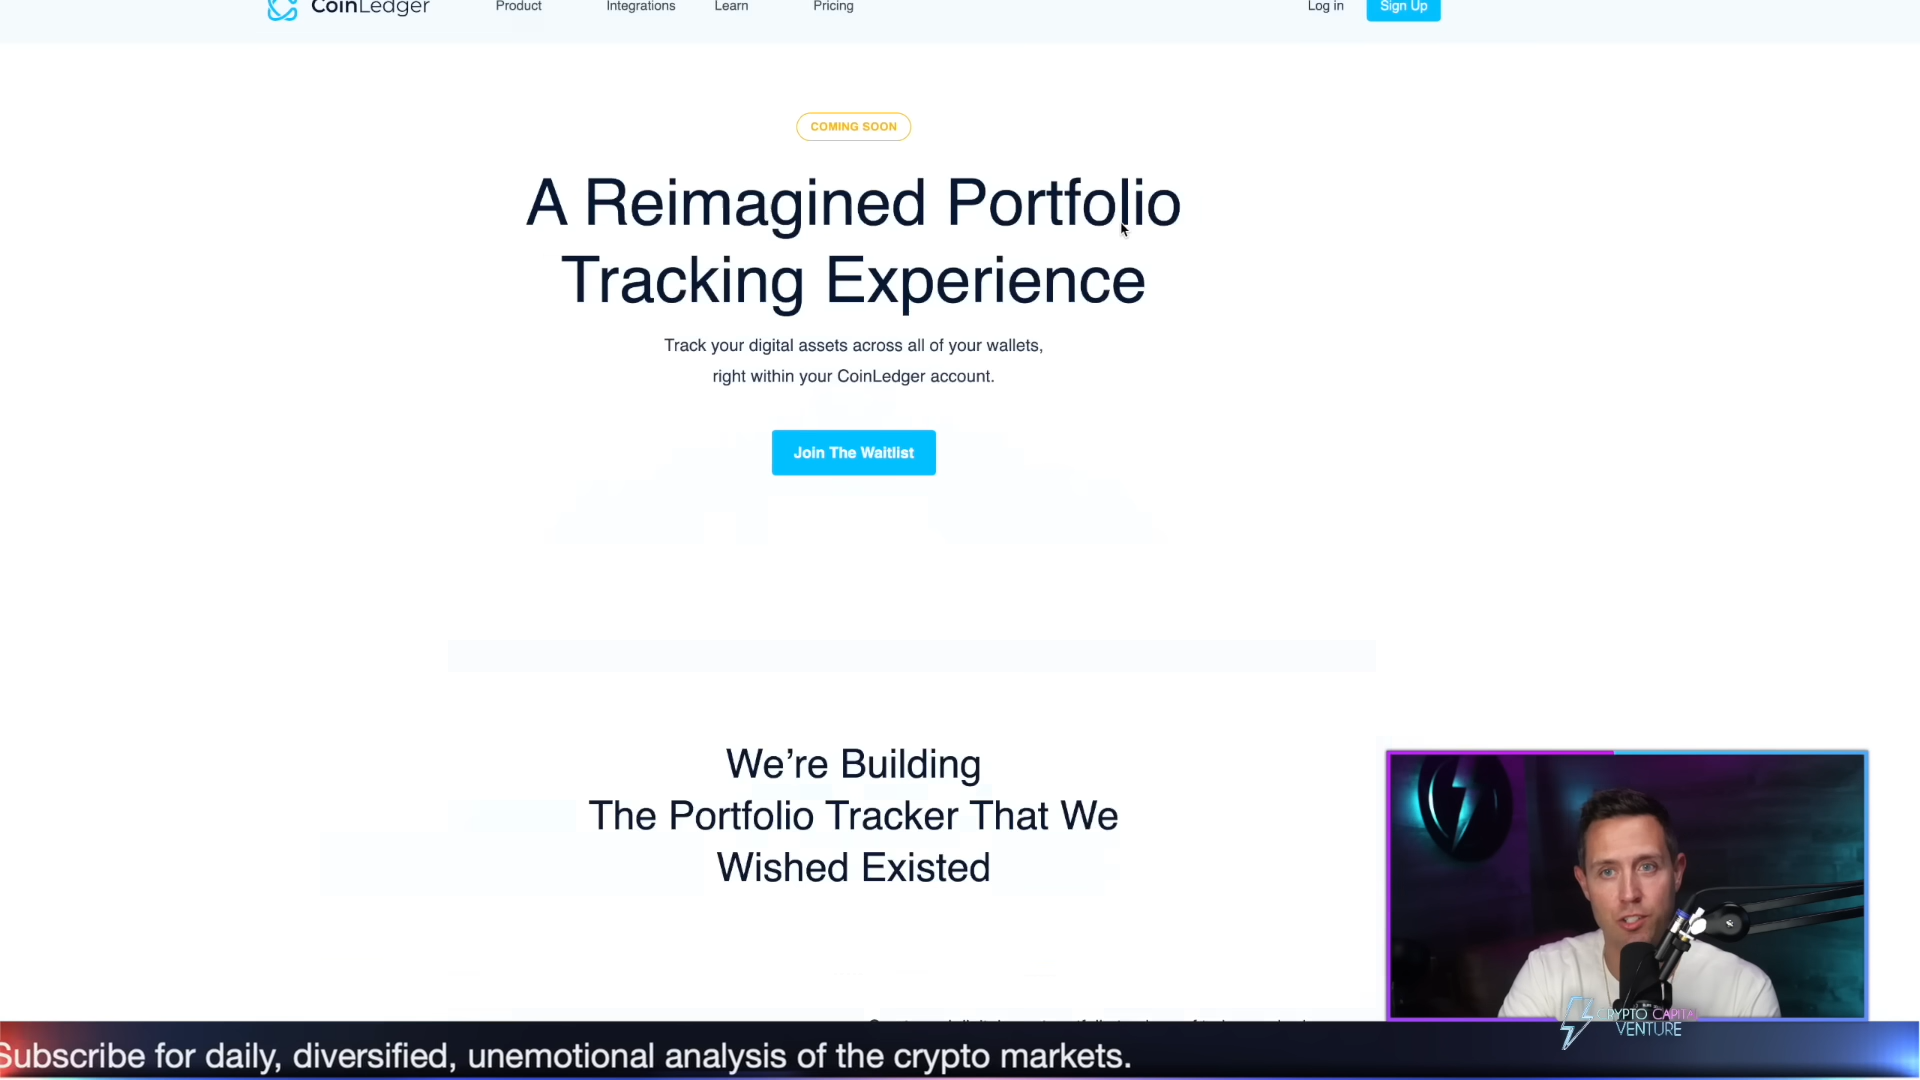 CoinLedger
Product
Integrations
Learn
Pricing
Log in
Sign Up
COMING SOON
A Reimagined Portfolio
Tracking Experience
Track your digital assets across all of your wallets,
right within your CoinLedger account.
Join The Waitlist
We’re Building
The Portfolio Tracker That We
Wished Existed
CRYPTO CAPITAL
VENTURE
Subscribe for daily, diversified, unemotional analysis of the crypto markets.